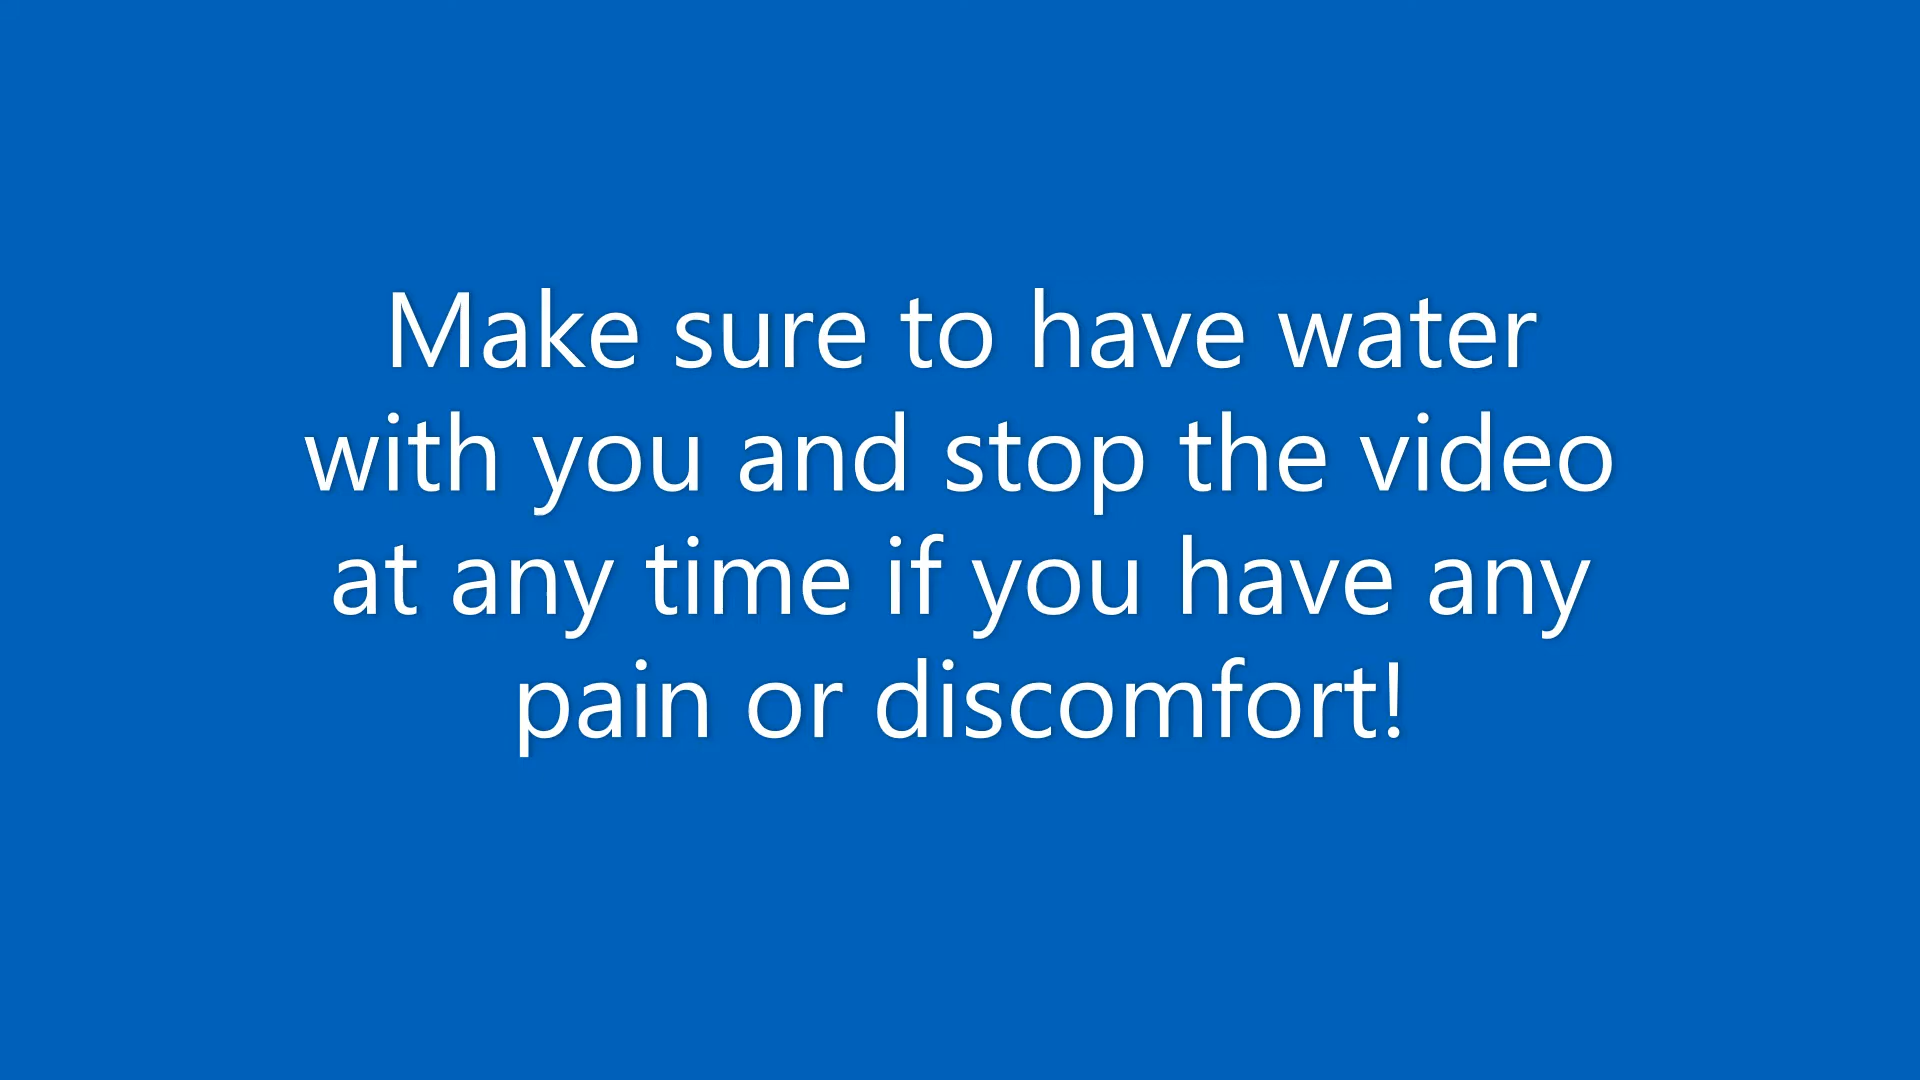 Make sure to have water
with you and stop the video
at any time if you have any
pain or discomfort!